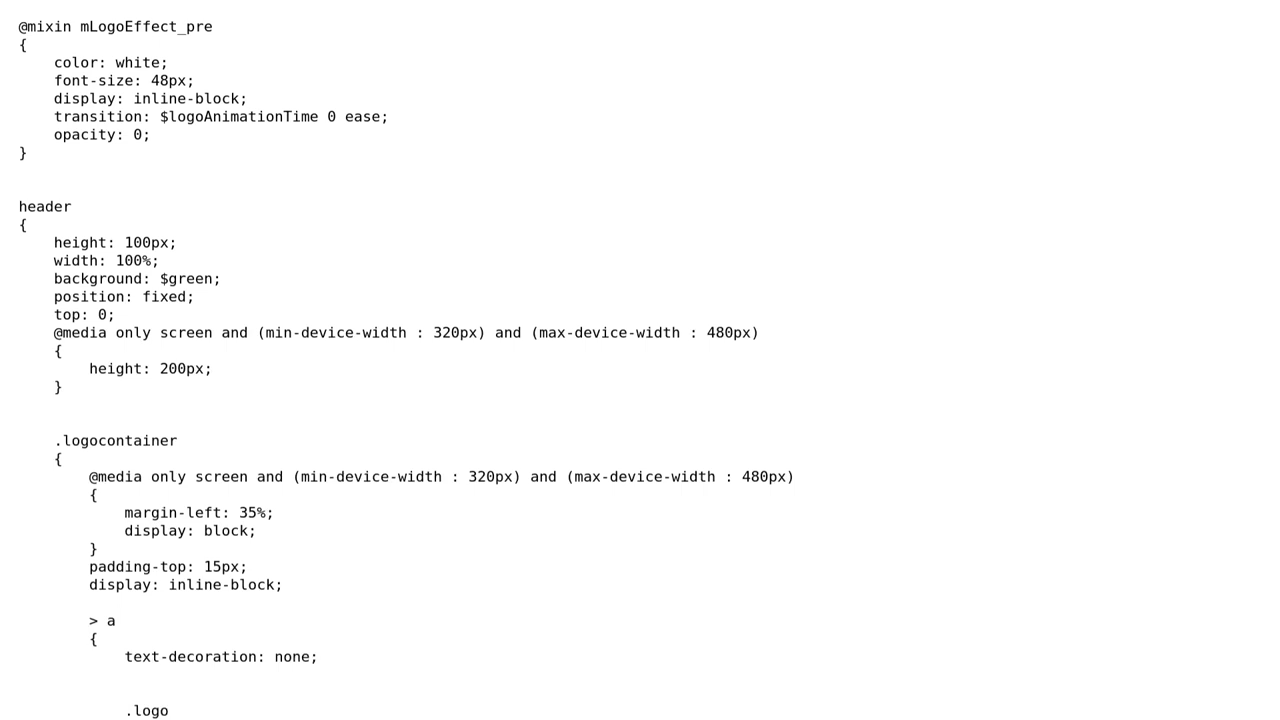 @mixin mLogoEffect_pre
{
    color: white;
    font-size: 48px;
    display: inline-block;
    transition: $logoAnimationTime 0 ease;
    opacity: 0;
}


header
{
    height: 100px;
    width: 100%;
    background: $green;
    position: fixed;
    top: 0;
    @media only screen and (min-device-width : 320px) and (max-device-width : 480px)
    {
        height: 200px;
    }


    .logocontainer
    {
        @media only screen and (min-device-width : 320px) and (max-device-width : 480px)
        {
            margin-left: 35%;
            display: block;
        }
        padding-top: 15px;
        display: inline-block;

        > a
        {
            text-decoration: none;


            .logo